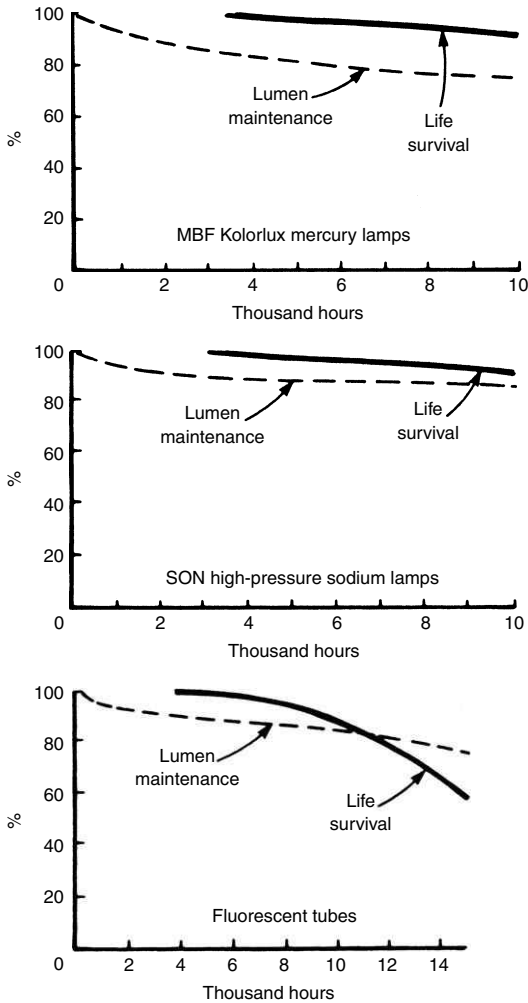 100
80
60
40
20
0
%
Lumen
maintenance
Life
survival
MBF Kolorlux mercury lamps
2 4 6 8 10
Thousand hours
100
80
60
40
20
0
%
Lumen
maintenance
Life
survival
SON high-pressure sodium lamps
2 4 6 8 10
Thousand hours
100
80
60
40
20
0
%
Lumen
maintenance
Life
survival
Fluorescent tubes
2 4 6 8 10 12 14
Thousand hours